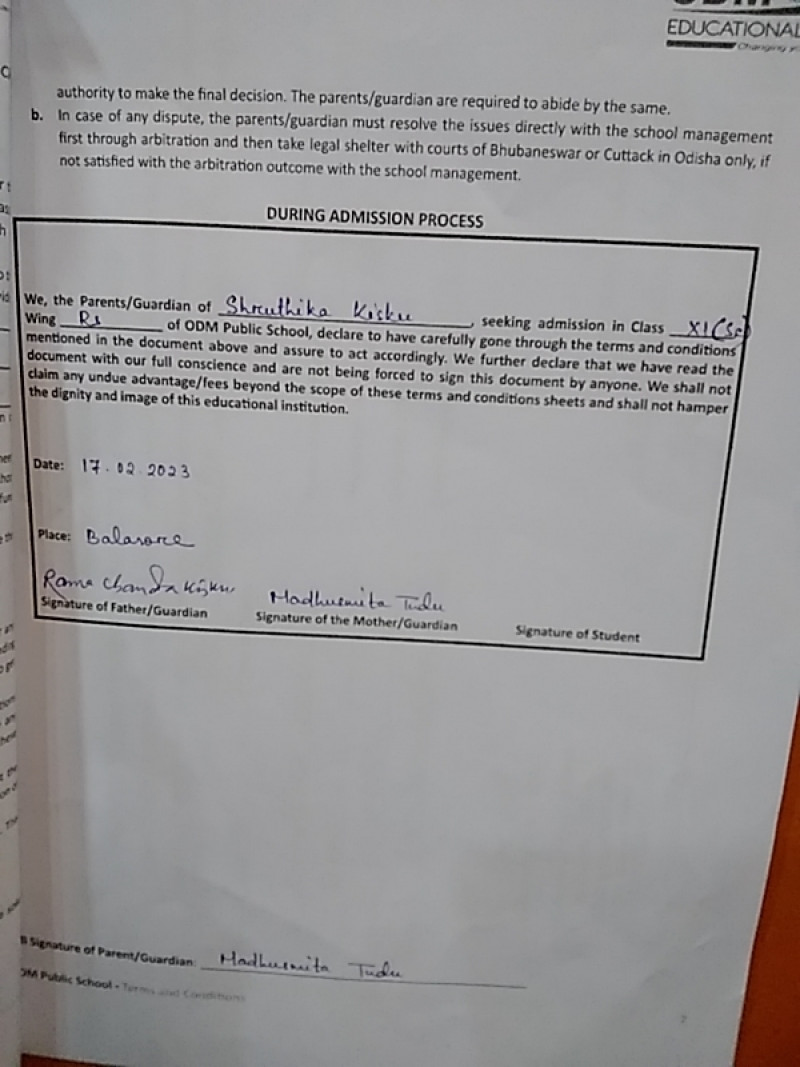 EDUCATIONAL
Changing
authority to make the final decision. The parents/guardian are required to abide by the same.
b. In case of any dispute, the parents/guardian must resolve the issues directly with the school management
first through arbitration and then take legal shelter with courts of Bhubaneswar or Cuttack in Odisha only, if
not satisfied with the arbitration outcome with the school management.
DURING ADMISSION PROCESS
We, the Parents/Guardian of Shruthika Kisku, seeking admission in Class XI(Sc)
Wing Rs of ODM Public School, declare to have carefully gone through the terms and conditions
mentioned in the document above and assure to act accordingly. We further declare that we have read the
document with our full conscience and are not being forced to sign this document by anyone. We shall not
claim any undue advantage/fees beyond the scope of these terms and conditions sheets and shall not hamper
the dignity and image of this educational institution.
Date: 17.02.2023
Place: Balasore
Rama Chandra Kisku Madhusmita Tudu
Signature of Father/Guardian Signature of the Mother/Guardian Signature of Student
Signature of Parent/Guardian: Madhusmita Tudu
DM Public School - Terms and Conditions
7